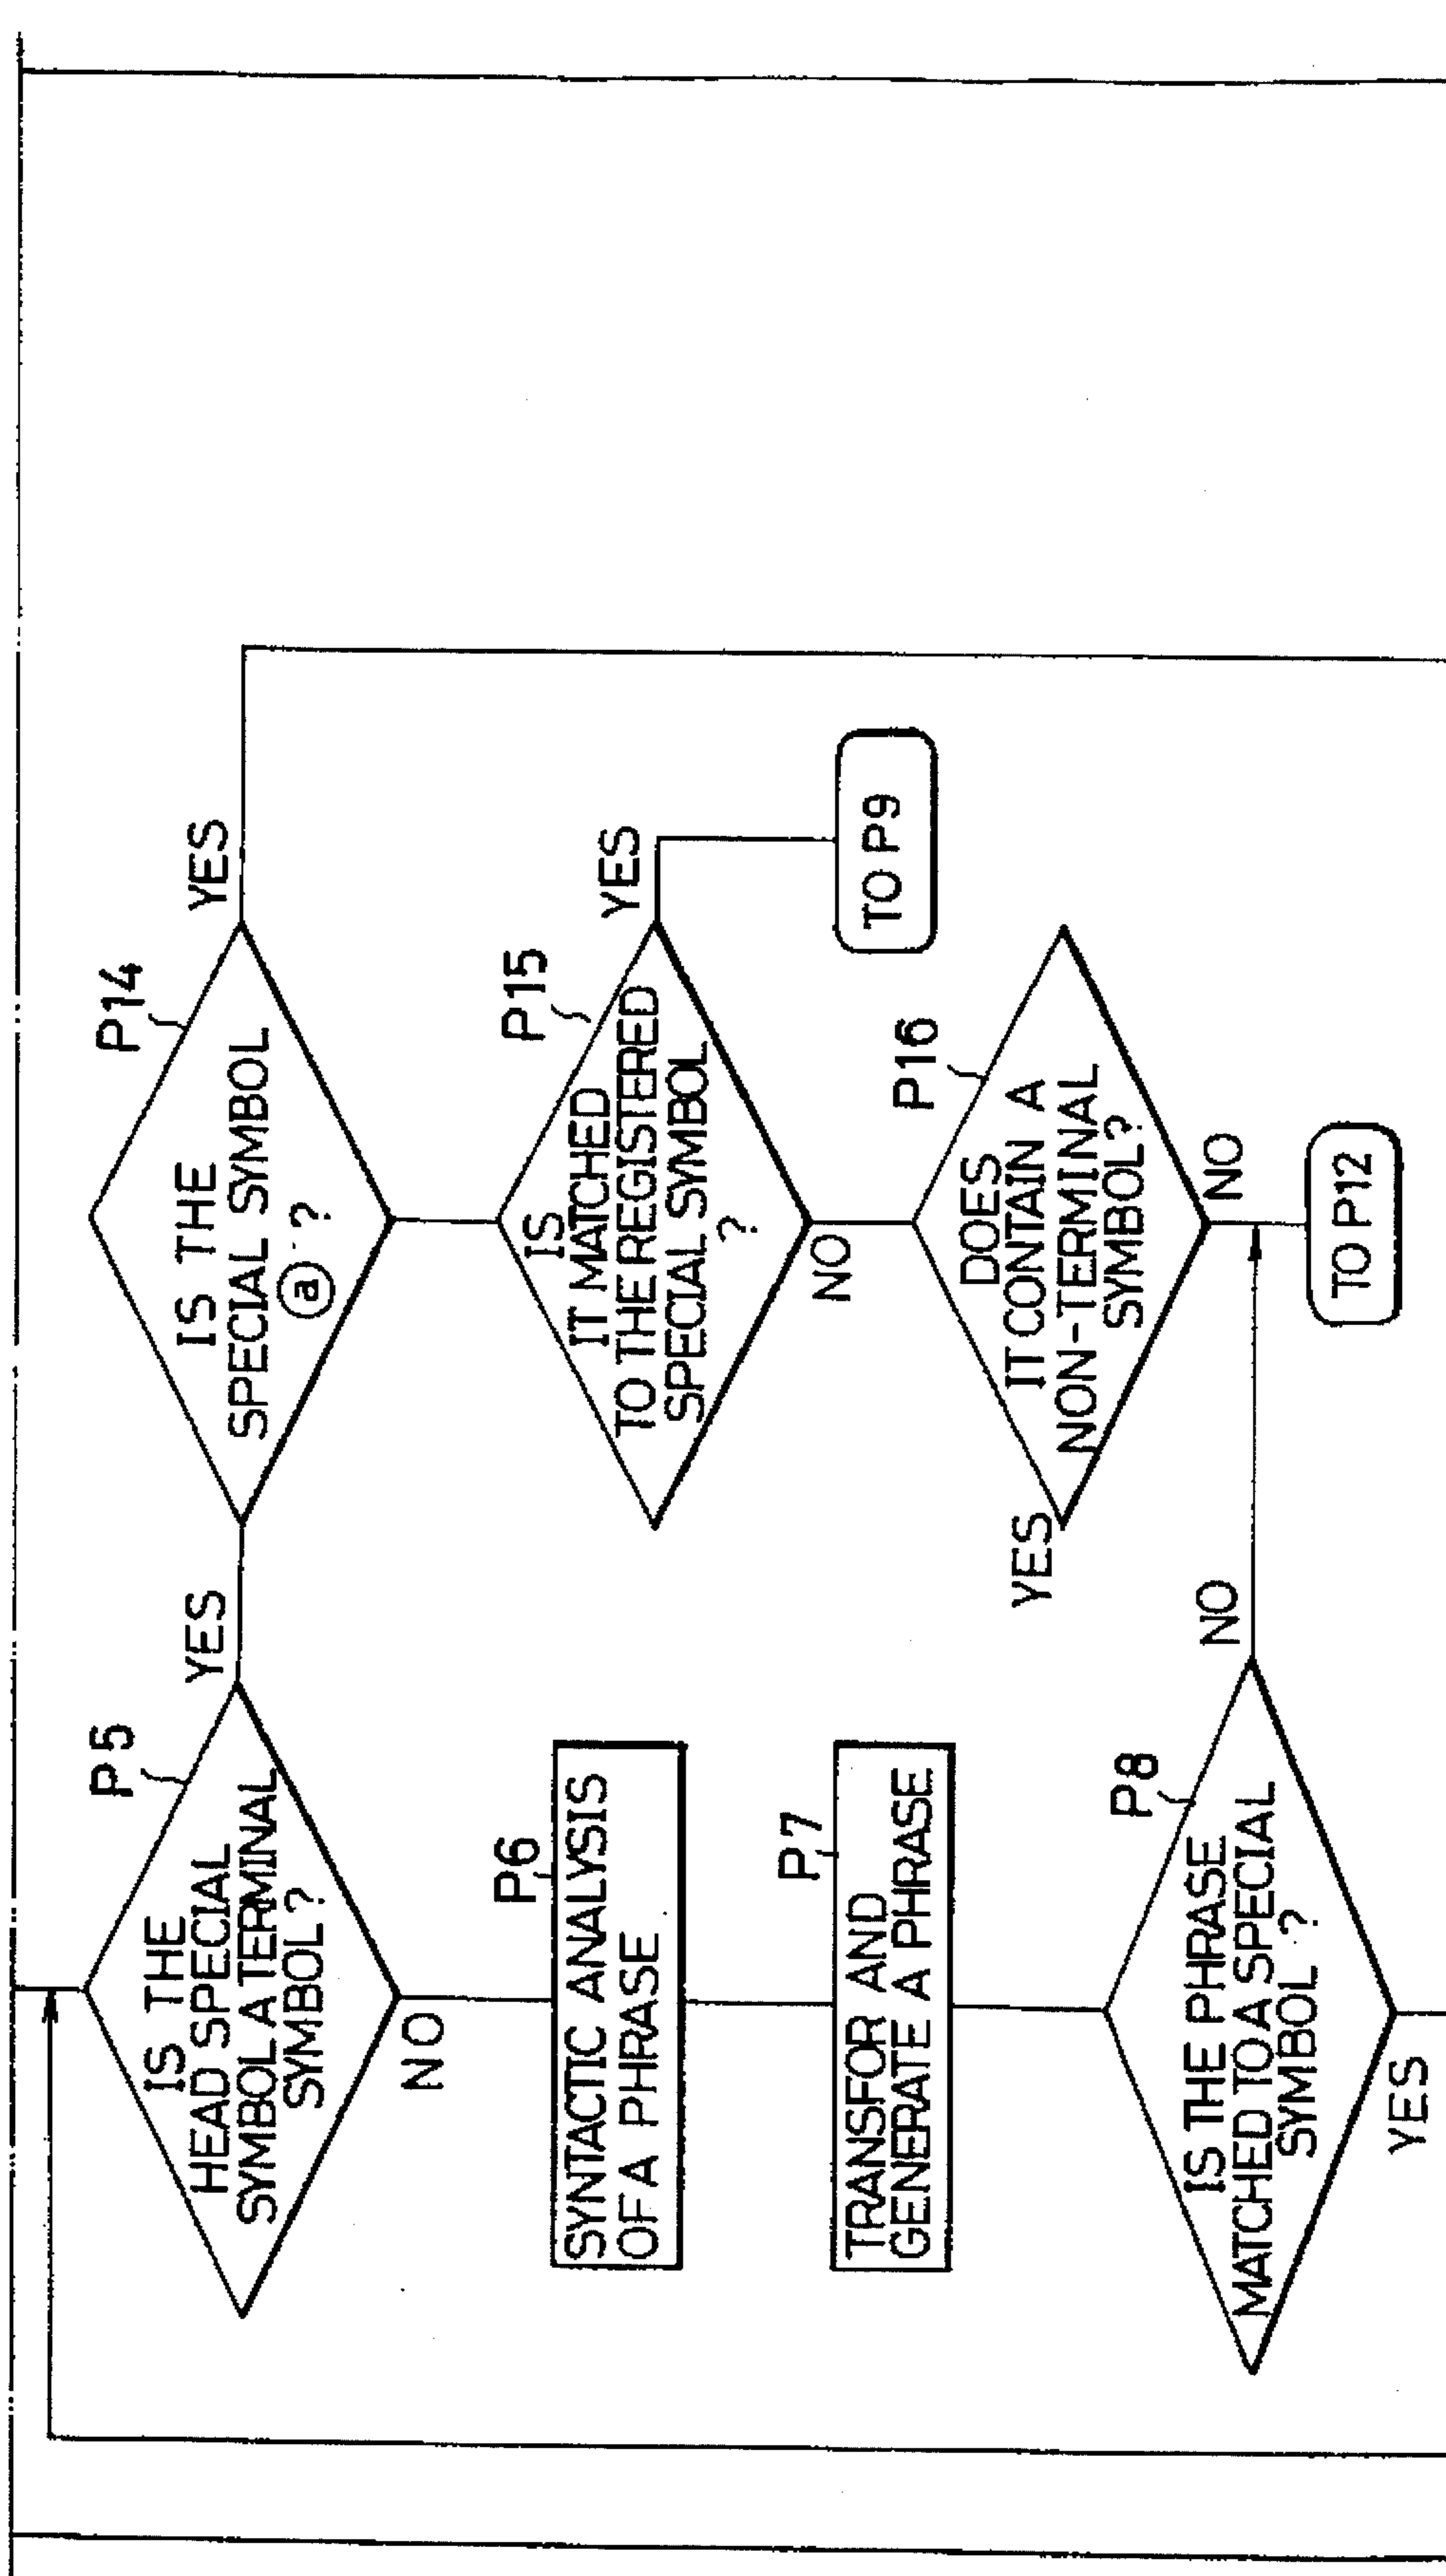 P5
IS THE
HEAD SPECIAL
SYMBOL A TERMINAL
SYMBOL?
YES
NO
P14
IS THE
SPECIAL SYMBOL
ⓐ ?
YES
P6
SYNTACTIC ANALYSIS
OF A PHRASE
P15
IS
IT MATCHED
TO THE REGISTERED
SPECIAL SYMBOL
?
YES
NO
TO P9
P7
TRANSFOR AND
GENERATE A PHRASE
P16
DOES
IT CONTAIN A
NON-TERMINAL
SYMBOL?
YES
NO
P8
IS THE PHRASE
MATCHED TO A SPECIAL
SYMBOL ?
NO
YES
TO P12